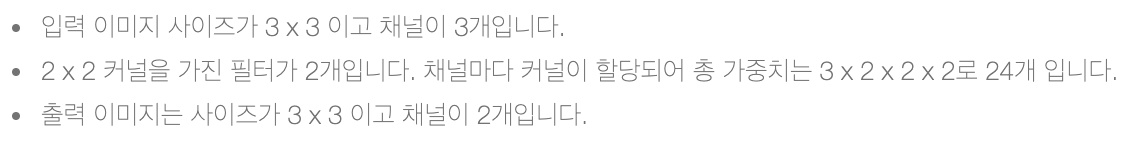 • 입력 이미지 사이즈가 3 x 3 이고 채널이 3개입니다.
• 2 x 2 커널을 가진 필터가 2개입니다. 채널마다 커널이 할당되어 총 가중치는 3 x 2 x 2 x 2로 24개 입니다.
• 출력 이미지는 사이즈가 3 x 3 이고 채널이 2개입니다.